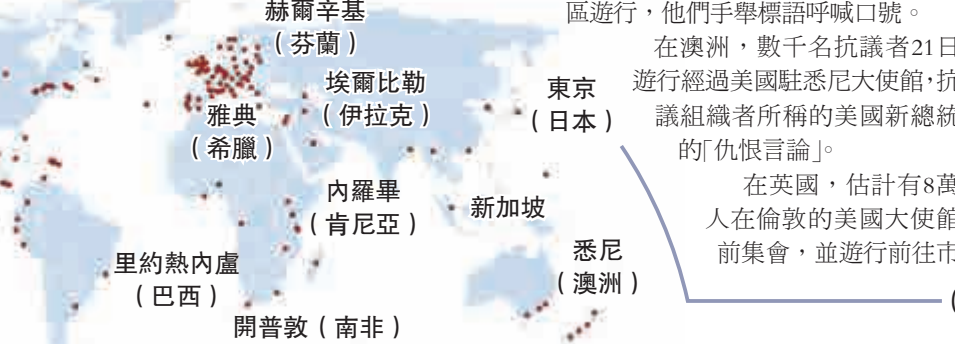 赫爾辛基
（芬蘭）
埃爾比勒
（伊拉克）
東京
（日本）
雅典
（希臘）
內羅畢
（肯尼亞）
新加坡
里約熱內盧
（巴西）
悉尼
（澳洲）
開普敦（南非）
區遊行，他們手舉標語呼喊口號。
在澳洲，數千名抗議者21日
遊行經過美國駐悉尼大使館，抗
議組織者所稱的美國新總統
的「仇恨言論」。
在英國，估計有8萬
人在倫敦的美國大使館
前集會，並遊行前往市
（